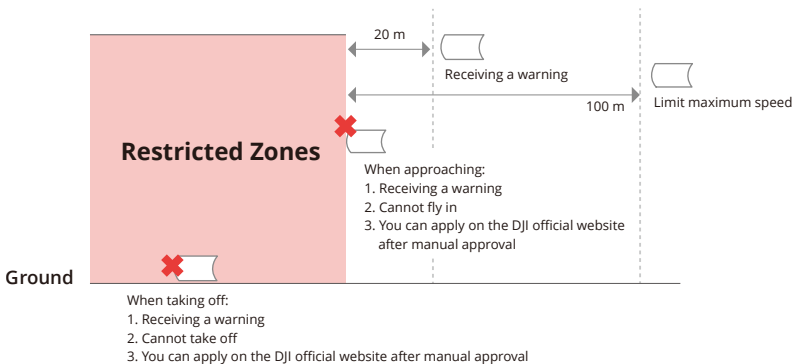 20 m
Receiving a warning
100 m
Limit maximum speed
Restricted Zones
When approaching:
1. Receiving a warning
2. Cannot fly in
3. You can apply on the DJI official website
after manual approval
Ground
When taking off:
1. Receiving a warning
2. Cannot take off
3. You can apply on the DJI official website after manual approval